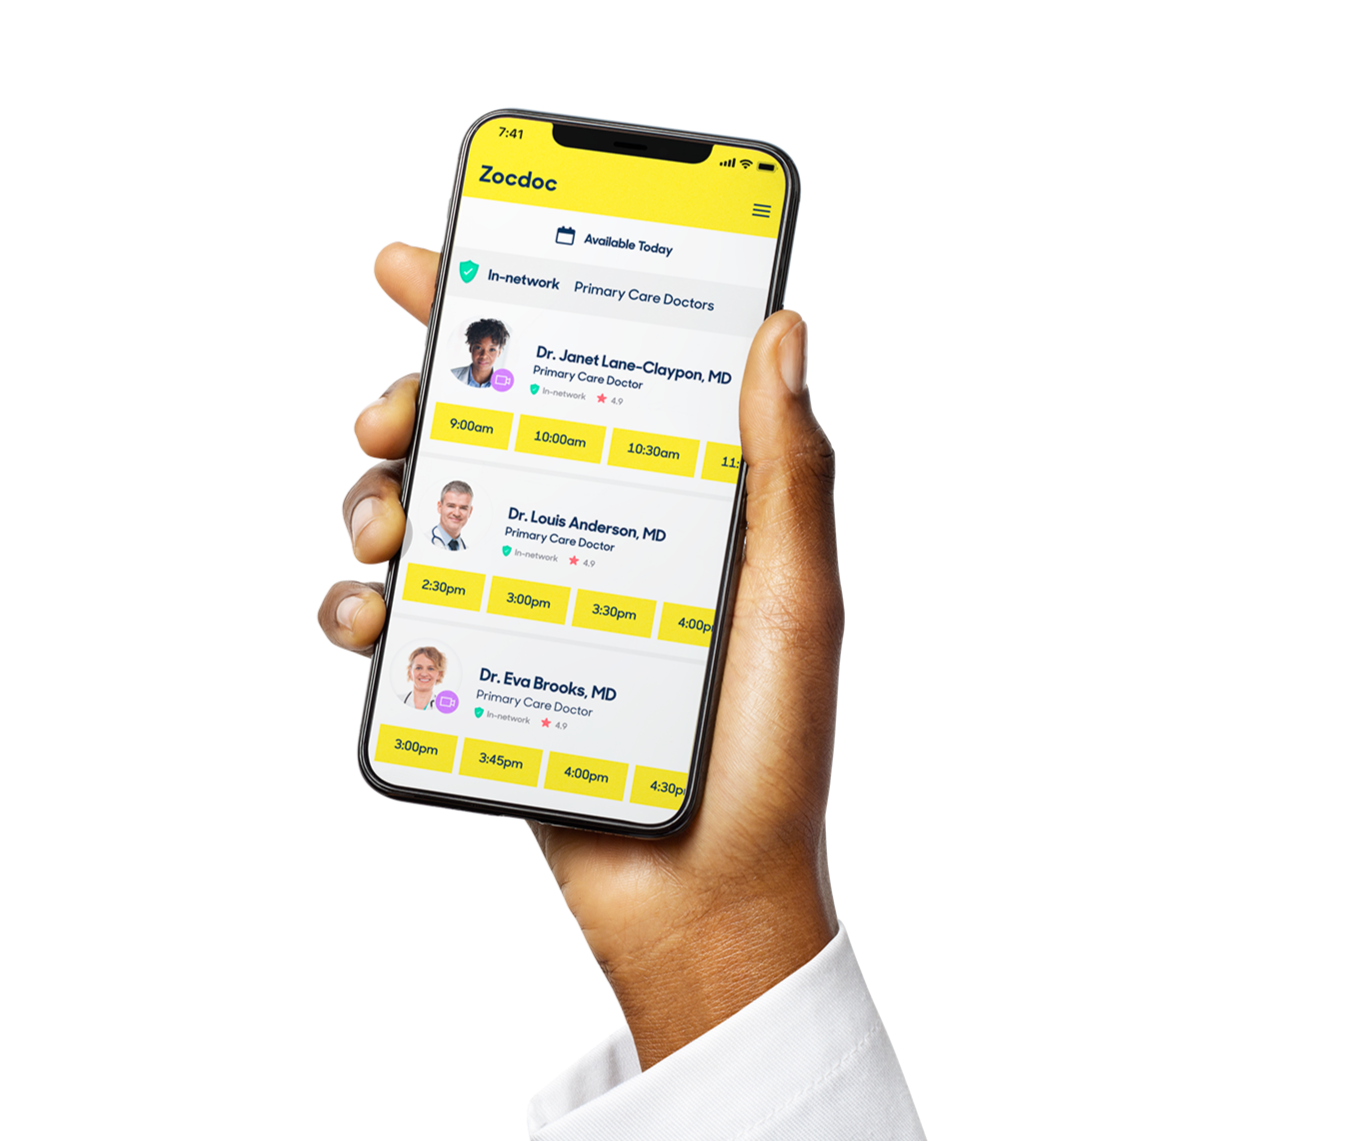 7:41
Zocdoc
Available Today
In-network Primary Care Doctors
Dr. Janet Lane-Claypon, MD
Primary Care Doctor
In-network 4.9
9:00am 10:00am 10:30am 11:
Dr. Louis Anderson, MD
Primary Care Doctor
In-network 4.9
2:30pm 3:00pm 3:30pm 4:00p
Dr. Eva Brooks, MD
Primary Care Doctor
In-network 4.9
3:00pm 3:45pm 4:00pm 4:30p